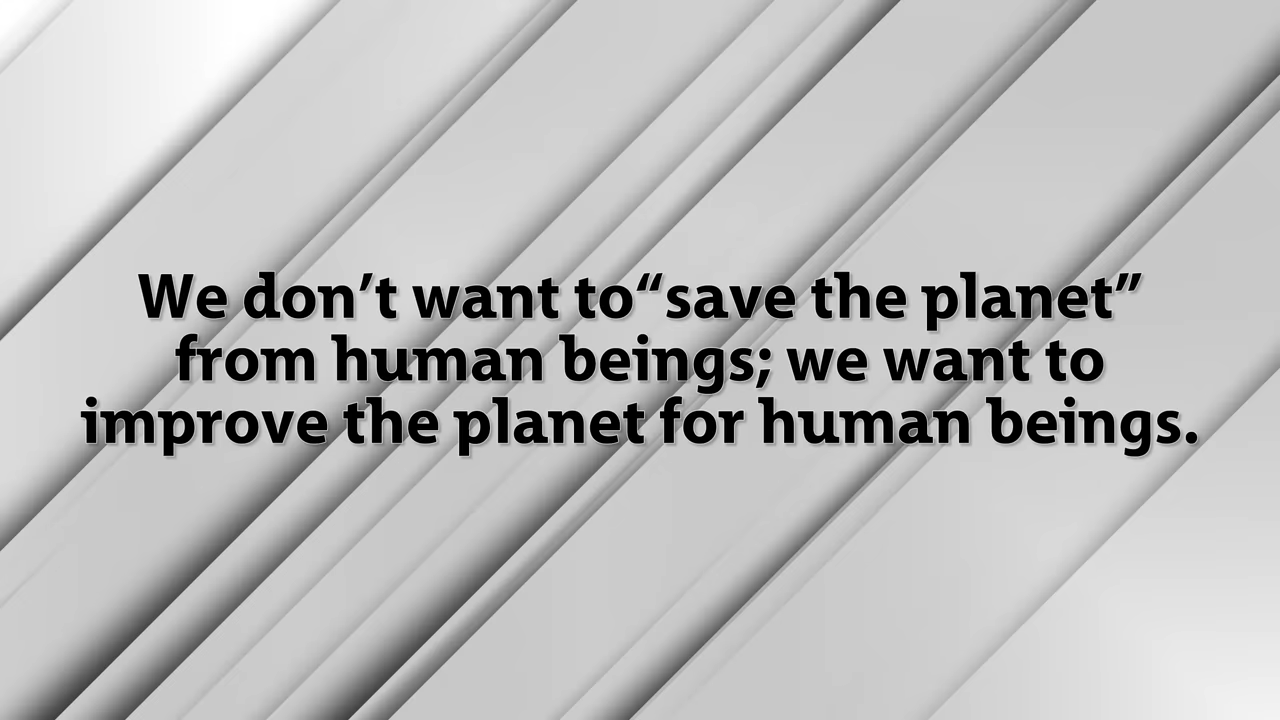 We don’t want to“save the planet”
from human beings; we want to
improve the planet for human beings.